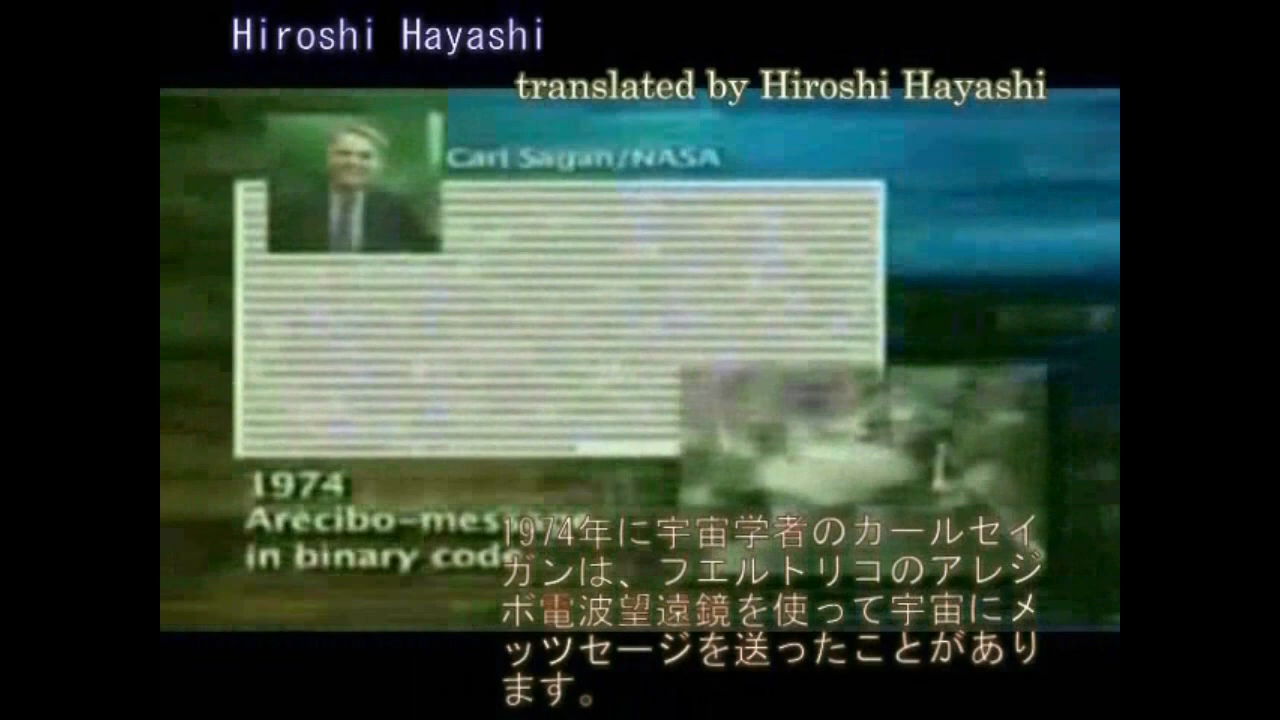 Hiroshi Hayashi
translated by Hiroshi Hayashi
Carl Sagan/NASA
1974
Arecibo-mes
in binary code
1974年に宇宙学者のカールセイ
ガンは、フエルトリコのアレジ
ボ電波望遠鏡を使って宇宙にメ
ッツセージを送ったことがあり
ます。